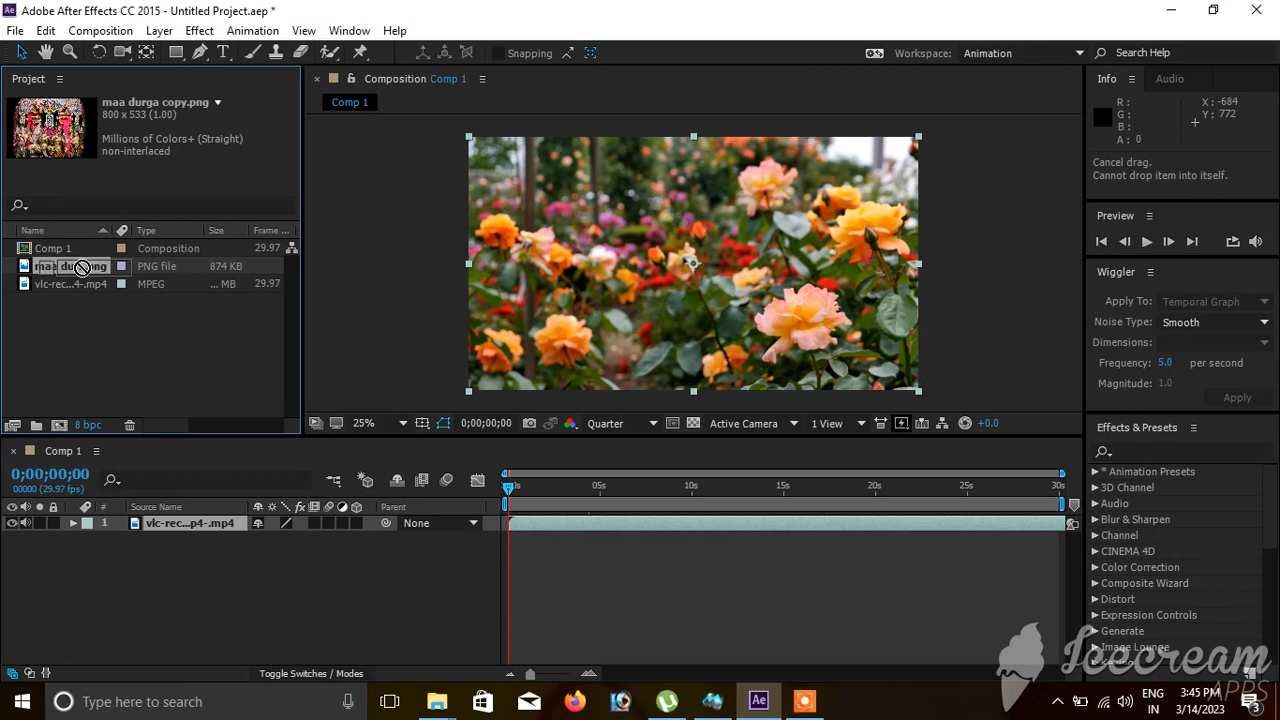 Adobe After Effects CC 2015 - Untitled Project.aep *
File Edit Composition Layer Effect Animation View Window Help
Snapping
Workspace: Animation
Search Help
Project
maa durga copy.png
800 x 533 (1.00)
Millions of Colors+ (Straight)
non-interlaced
Name Type Size Frame ...
Comp 1 Composition 29.97
PNG file 874 KB
vlc-rec...4-.mp4 MPEG ... MB 29.97
8 bpc
Composition Comp 1
Comp 1
25% 0;00;00;00 Quarter Active Camera 1 View +0.0
Info Audio
R: X: -684
G: Y: 772
B:
A: 0
Cancel drag.
Cannot drop item into itself.
Preview
Wiggler
Apply To: Temporal Graph
Noise Type: Smooth
Dimensions:
Frequency: 5.0 per second
Magnitude: 1.0
Apply
Effects & Presets
* Animation Presets
3D Channel
Audio
Blur & Sharpen
Channel
CINEMA 4D
Color Correction
Composite Wizard
Distort
Expression Controls
Generate
Image Lounge
Comp 1
0;00;00;00
00000 (29.97 fps)
# Source Name Parent
1 vlc-rec...p4-.mp4 None
05s 10s 15s 20s 25s 30s
Toggle Switches / Modes
Icecream
APPS
Type here to search
Ae
ENG
IN
3:45 PM
3/14/2023
3